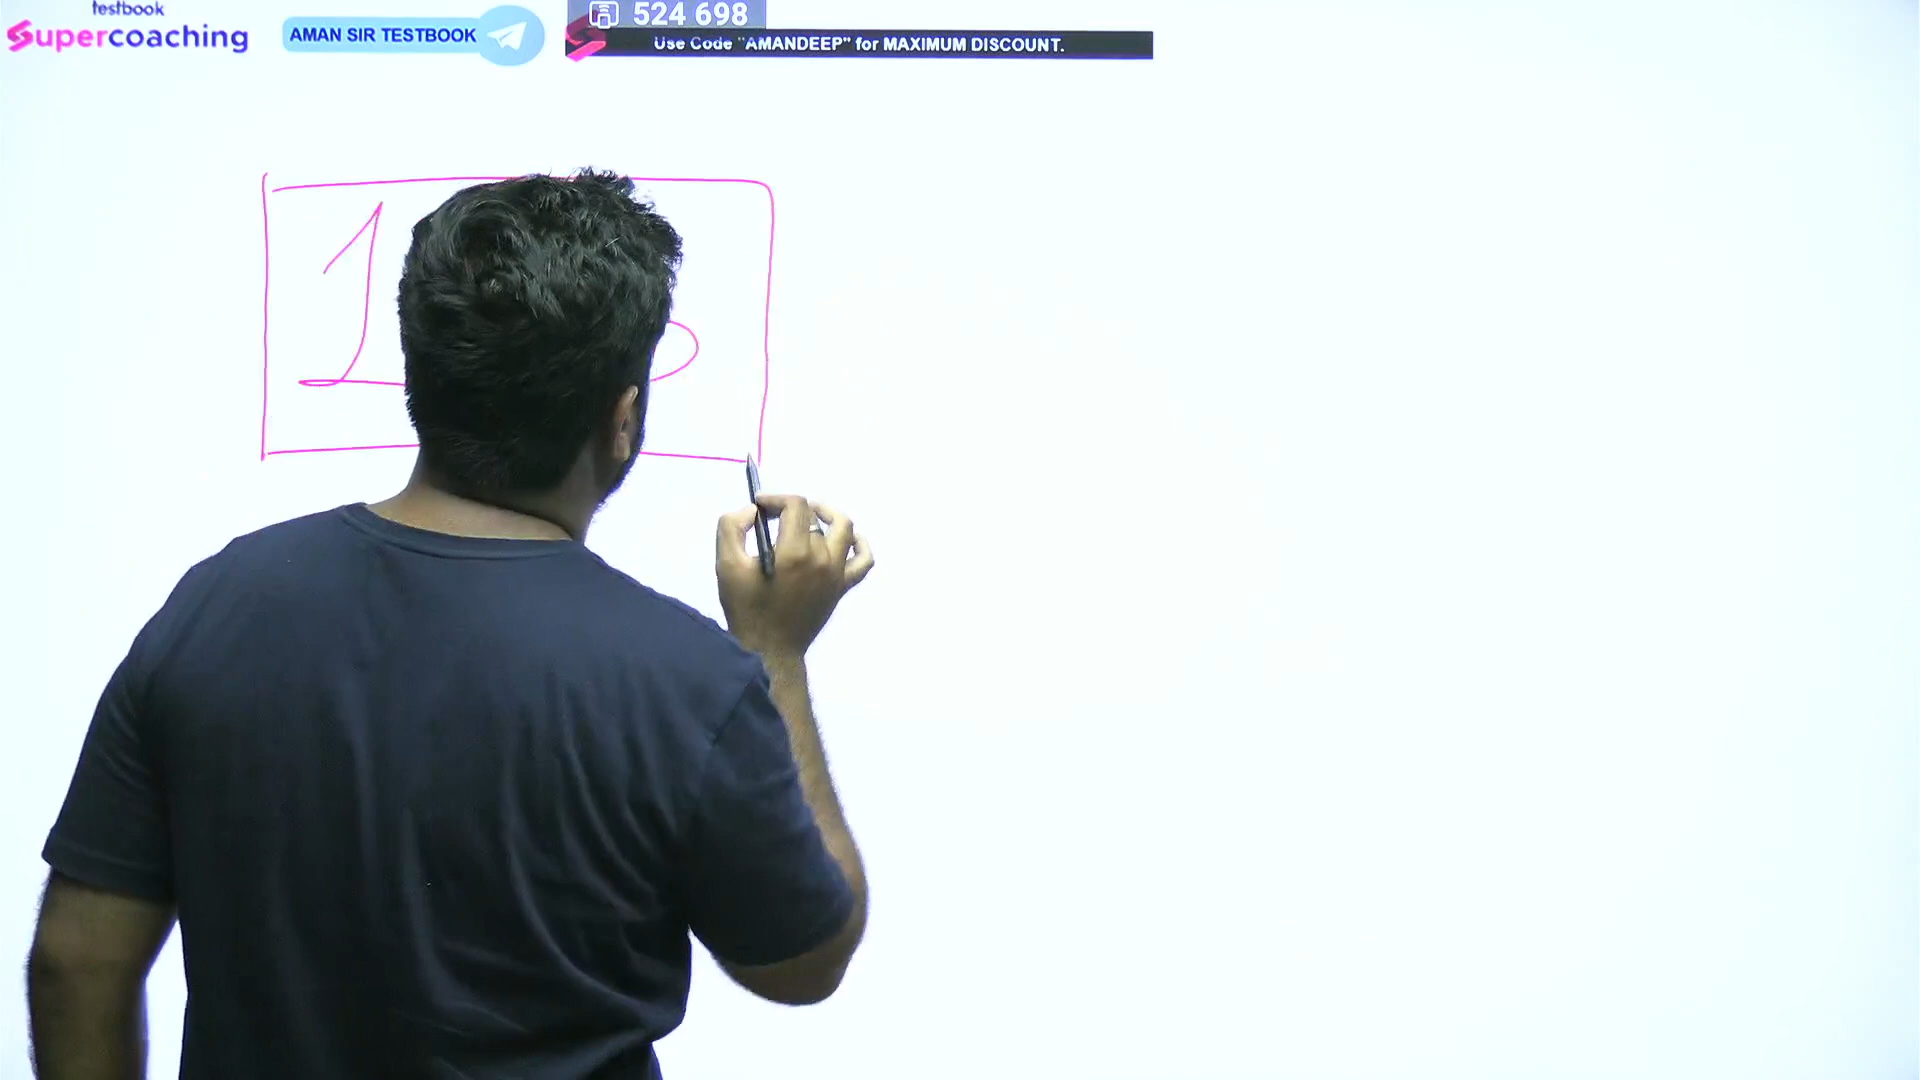 testbook
Supercoaching
AMAN SIR TESTBOOK
524 698
Use Code "AMANDEEP" for MAXIMUM DISCOUNT.
1